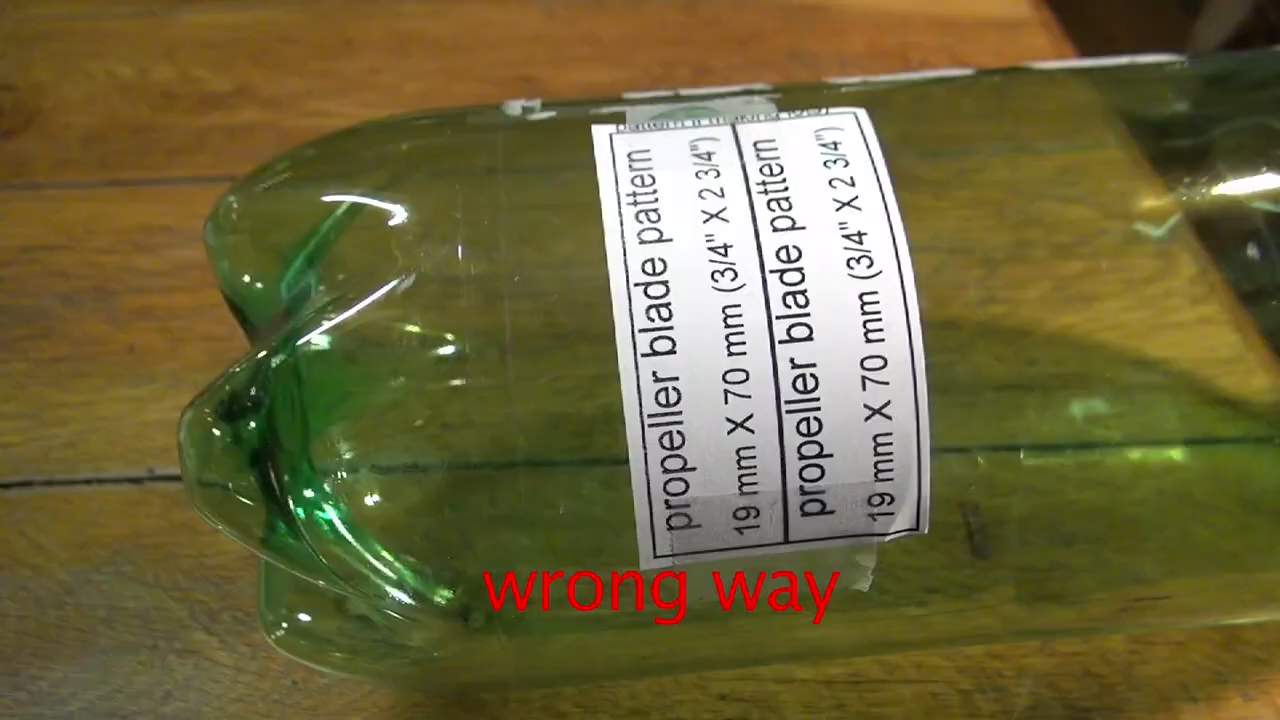 propeller blade pattern
19 mm X 70 mm (3/4" X 2 3/4")
propeller blade pattern
19 mm X 70 mm (3/4" X 2 3/4")
wrong way